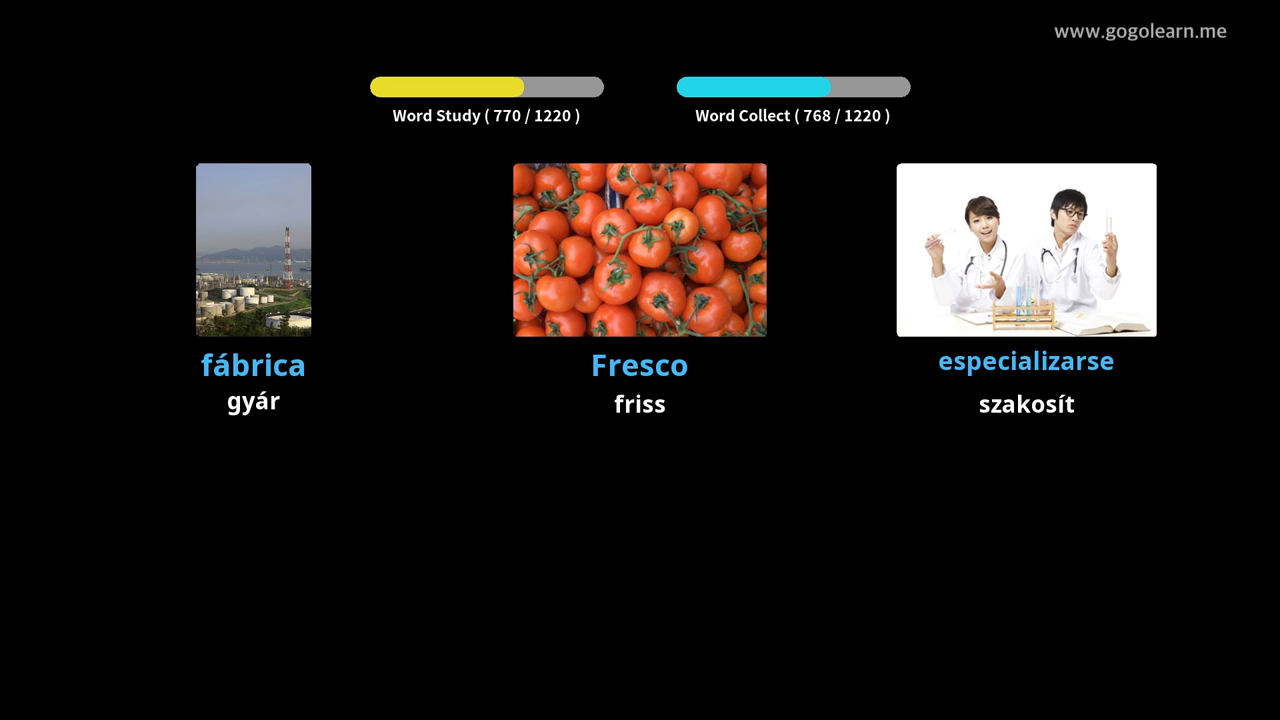 www.gogolearn.me
Word Study ( 770 / 1220 )
Word Collect ( 768 / 1220 )
fábrica
gyár
Fresco
friss
especializarse
szakosít